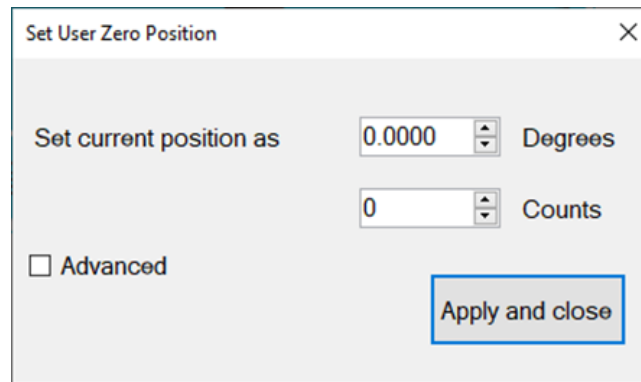 Set User Zero Position
Set current position as 0.0000 Degrees
0 Counts
Advanced
Apply and close